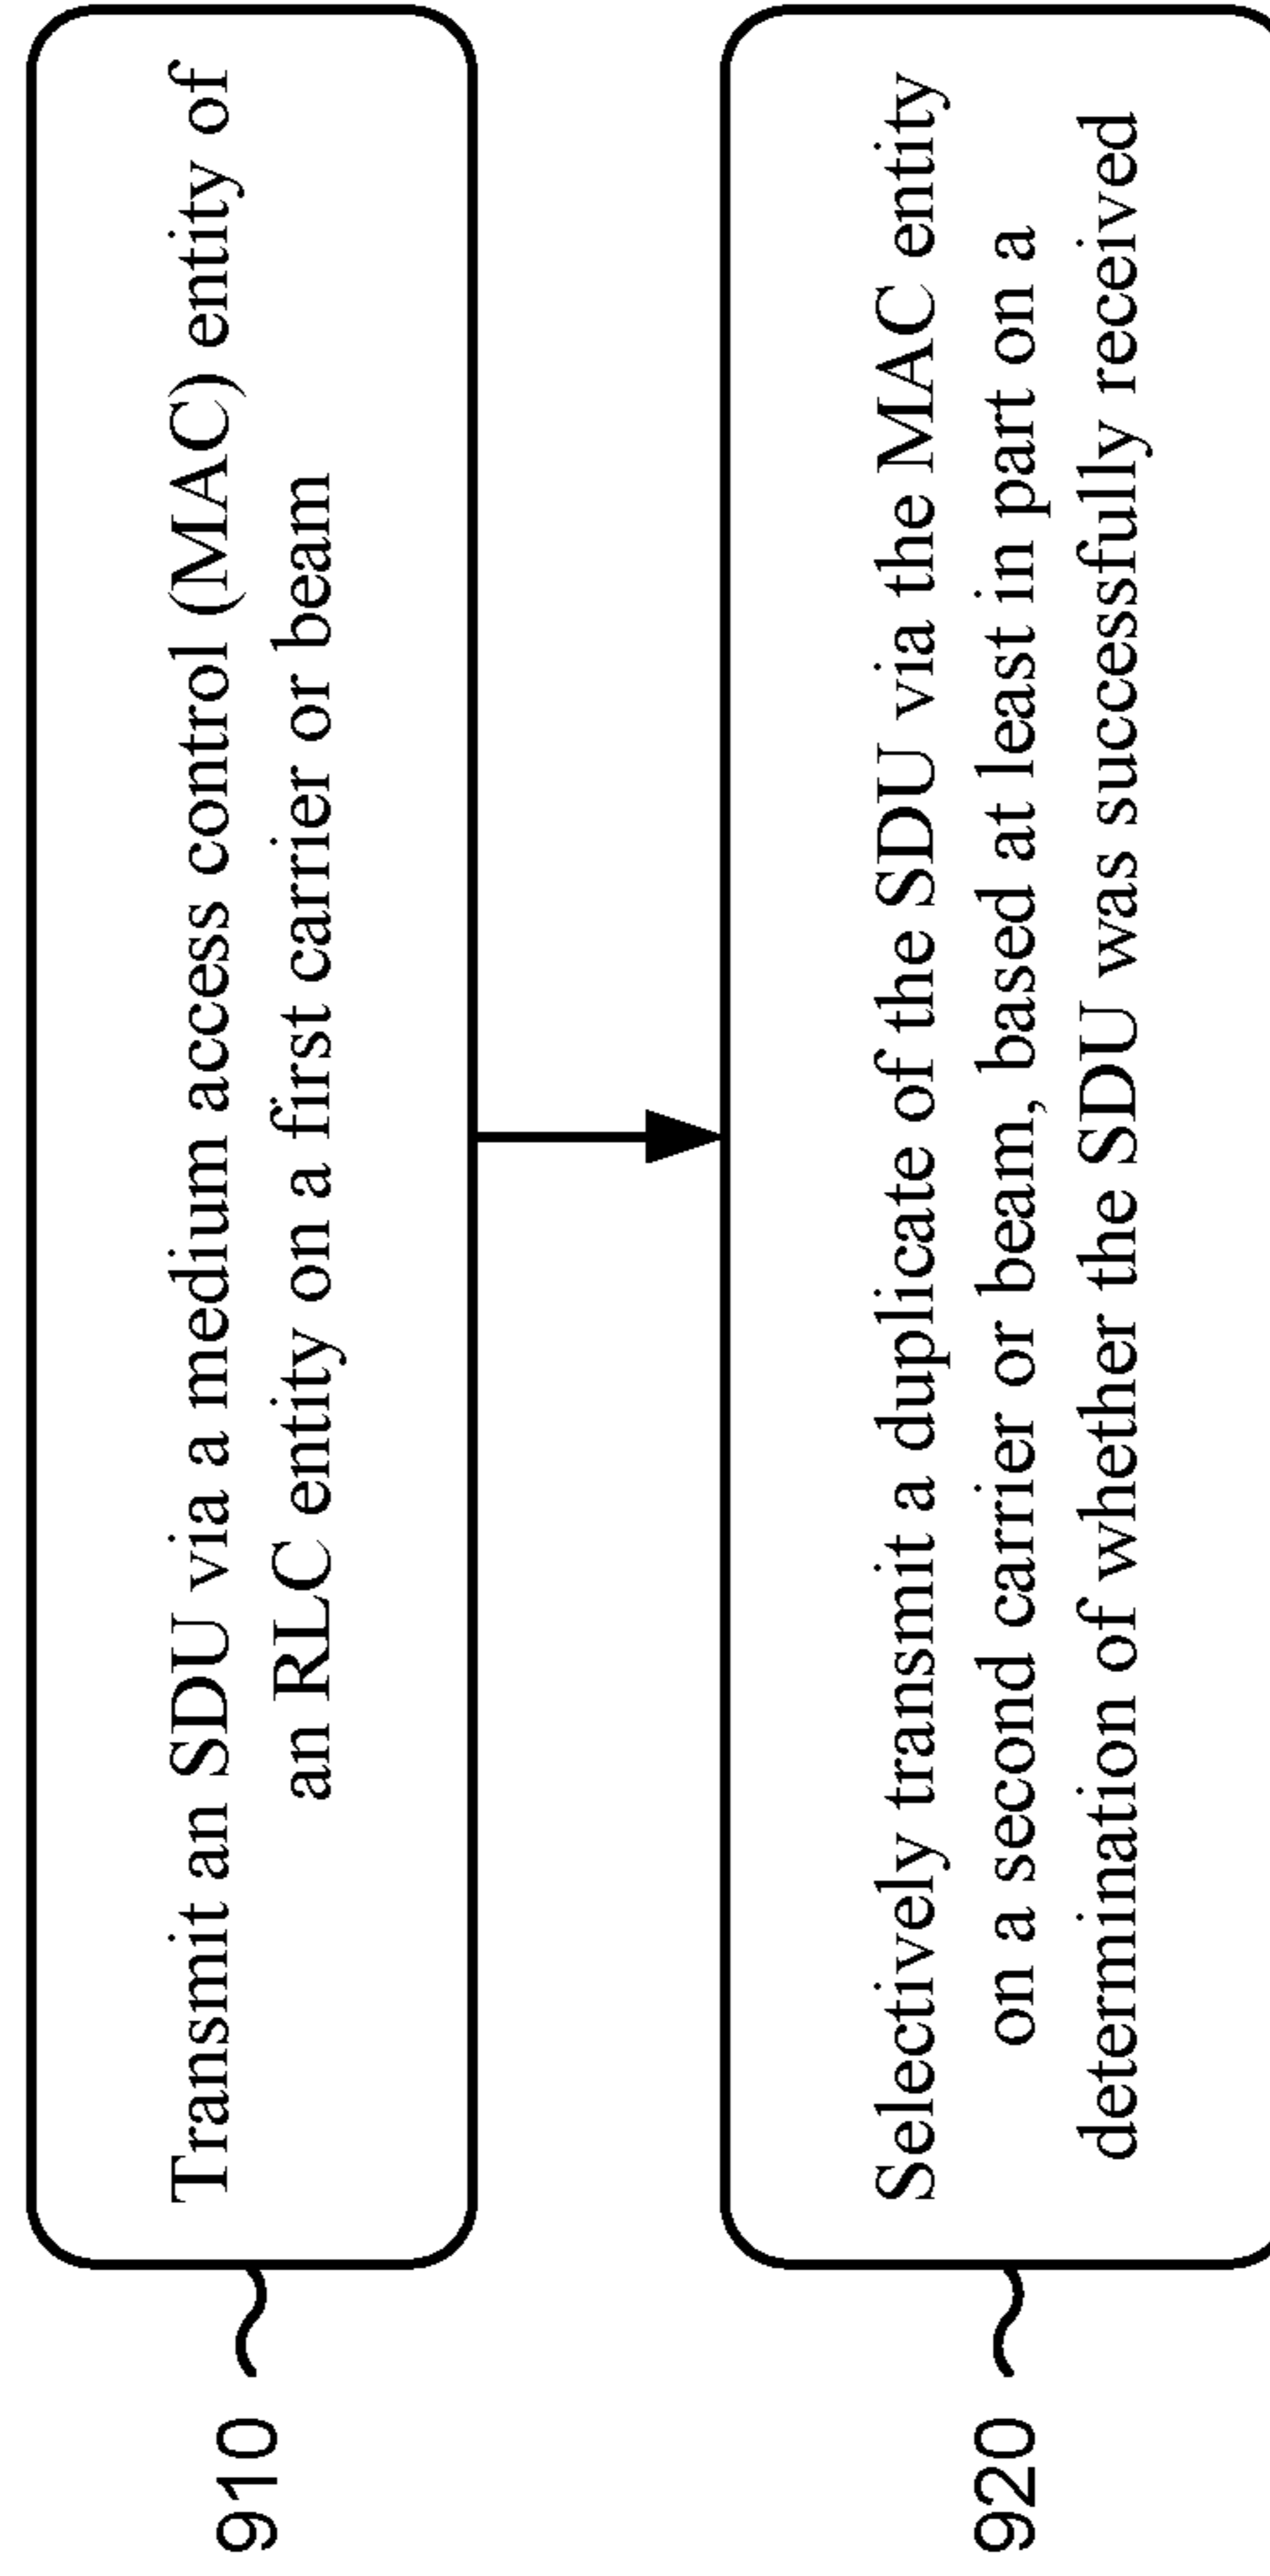 910
Transmit an SDU via a medium access control (MAC) entity of
an RLC entity on a first carrier or beam
920
Selectively transmit a duplicate of the SDU via the MAC entity
on a second carrier or beam, based at least in part on a
determination of whether the SDU was successfully received